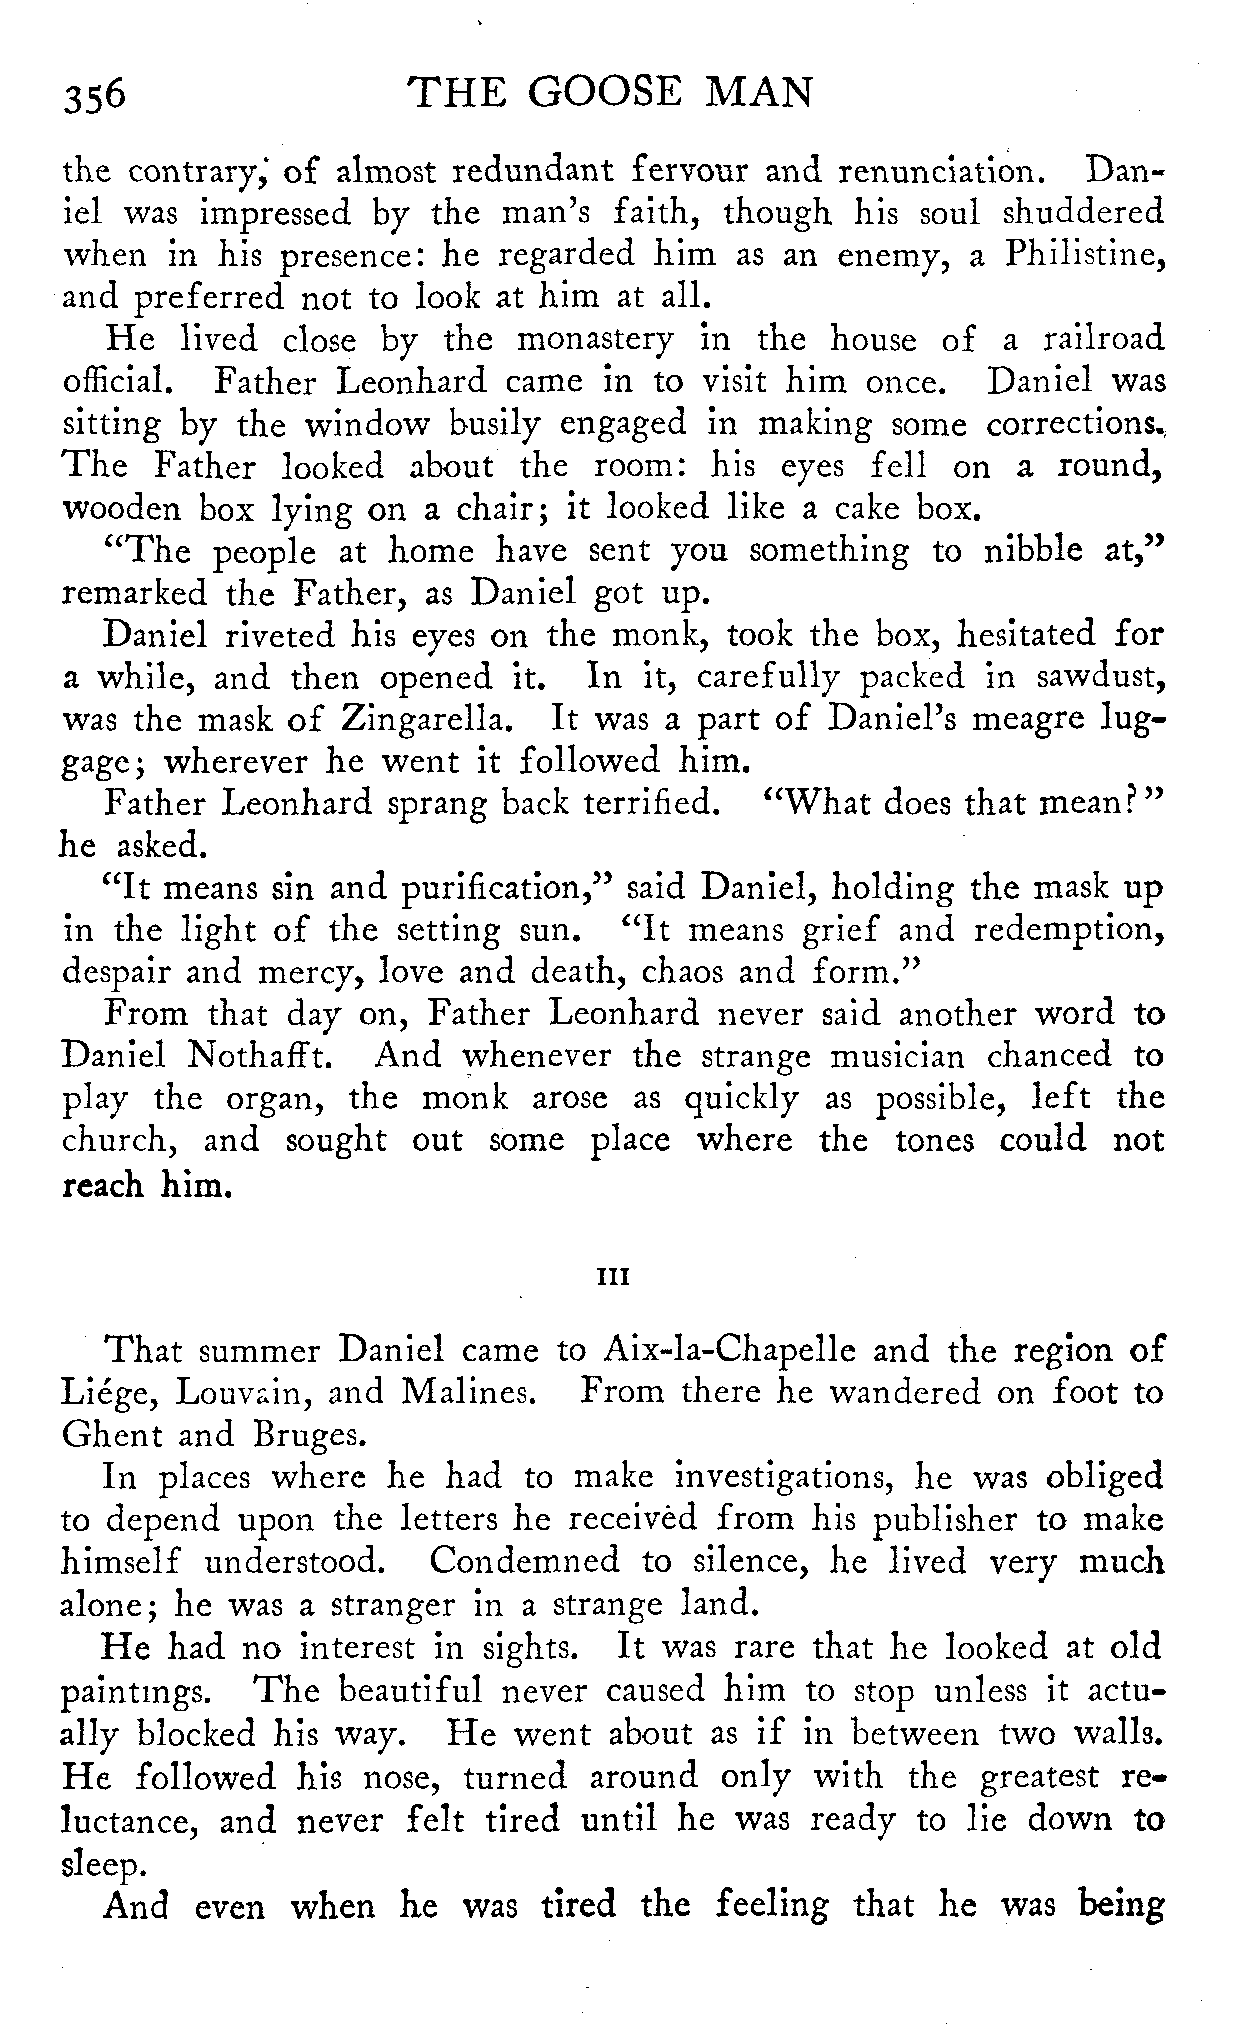 356 THE GOOSE MAN
the contrary, of almost redundant fervour and renunciation. Dan-
iel was impressed by the man's faith, though his soul shuddered
when in his presence: he regarded him as an enemy, a Philistine,
and preferred not to look at him at all.
He lived close by the monastery in the house of a railroad
official. Father Leonhard came in to visit him once. Daniel was
sitting by the window busily engaged in making some corrections.
The Father looked about the room: his eyes fell on a round,
wooden box lying on a chair; it looked like a cake box.
"The people at home have sent you something to nibble at,"
remarked the Father, as Daniel got up.
Daniel riveted his eyes on the monk, took the box, hesitated for
a while, and then opened it. In it, carefully packed in sawdust,
was the mask of Zingarella. It was a part of Daniel's meagre lug-
gage; wherever he went it followed him.
Father Leonhard sprang back terrified. "What does that mean?"
he asked.
"It means sin and purification," said Daniel, holding the mask up
in the light of the setting sun. "It means grief and redemption,
despair and mercy, love and death, chaos and form."
From that day on, Father Leonhard never said another word to
Daniel Nothafft. And whenever the strange musician chanced to
play the organ, the monk arose as quickly as possible, left the
church, and sought out some place where the tones could not
reach him.
III
That summer Daniel came to Aix-la-Chapelle and the region of
Liége, Louvain, and Malines. From there he wandered on foot to
Ghent and Bruges.
In places where he had to make investigations, he was obliged
to depend upon the letters he received from his publisher to make
himself understood. Condemned to silence, he lived very much
alone; he was a stranger in a strange land.
He had no interest in sights. It was rare that he looked at old
paintings. The beautiful never caused him to stop unless it actu-
ally blocked his way. He went about as if in between two walls.
He followed his nose, turned around only with the greatest re-
luctance, and never felt tired until he was ready to lie down to
sleep.
And even when he was tired the feeling that he was being